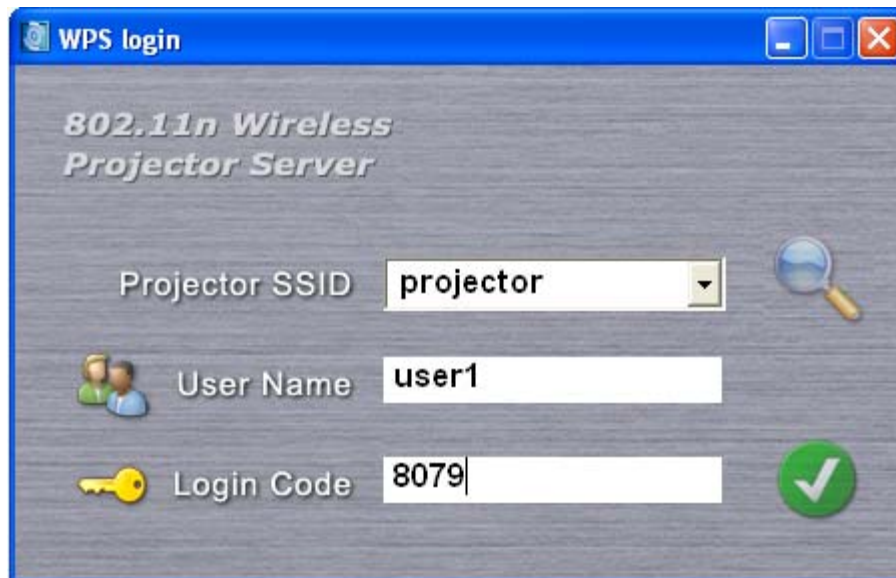 WPS login
802.11n Wireless
Projector Server
Projector SSID projector
User Name user1
Login Code 8079